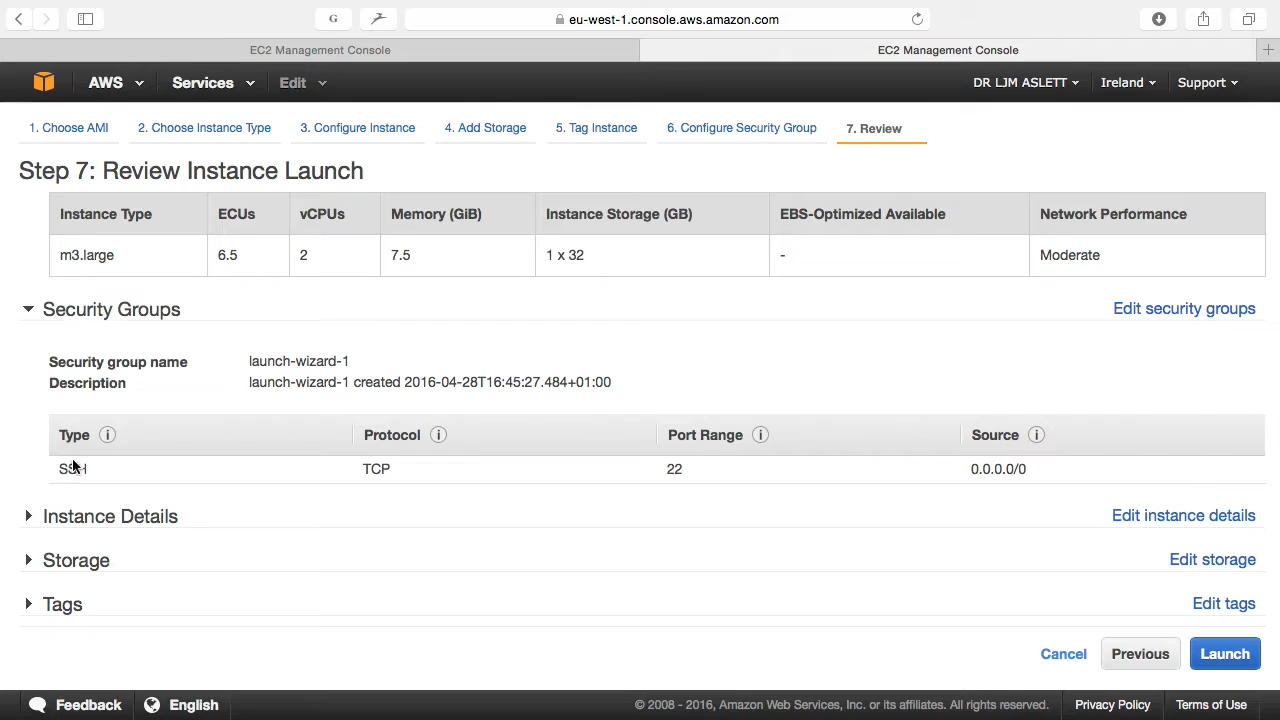 G
eu-west-1.console.aws.amazon.com
EC2 Management Console
EC2 Management Console
AWS Services Edit DR LJM ASLETT Ireland Support
1. Choose AMI 2. Choose Instance Type 3. Configure Instance 4. Add Storage 5. Tag Instance 6. Configure Security Group 7. Review
Step 7: Review Instance Launch
Instance Type ECUs vCPUs Memory (GiB) Instance Storage (GB) EBS-Optimized Available Network Performance
m3.large 6.5 2 7.5 1 x 32 - Moderate
Security Groups Edit security groups
Security group name launch-wizard-1
Description launch-wizard-1 created 2016-04-28T16:45:27.484+01:00
Type Protocol Port Range Source
SSH TCP 22 0.0.0.0/0
Instance Details Edit instance details
Storage Edit storage
Tags Edit tags
Cancel Previous Launch
Feedback English © 2008 - 2016, Amazon Web Services, Inc. or its affiliates. All rights reserved. Privacy Policy Terms of Use